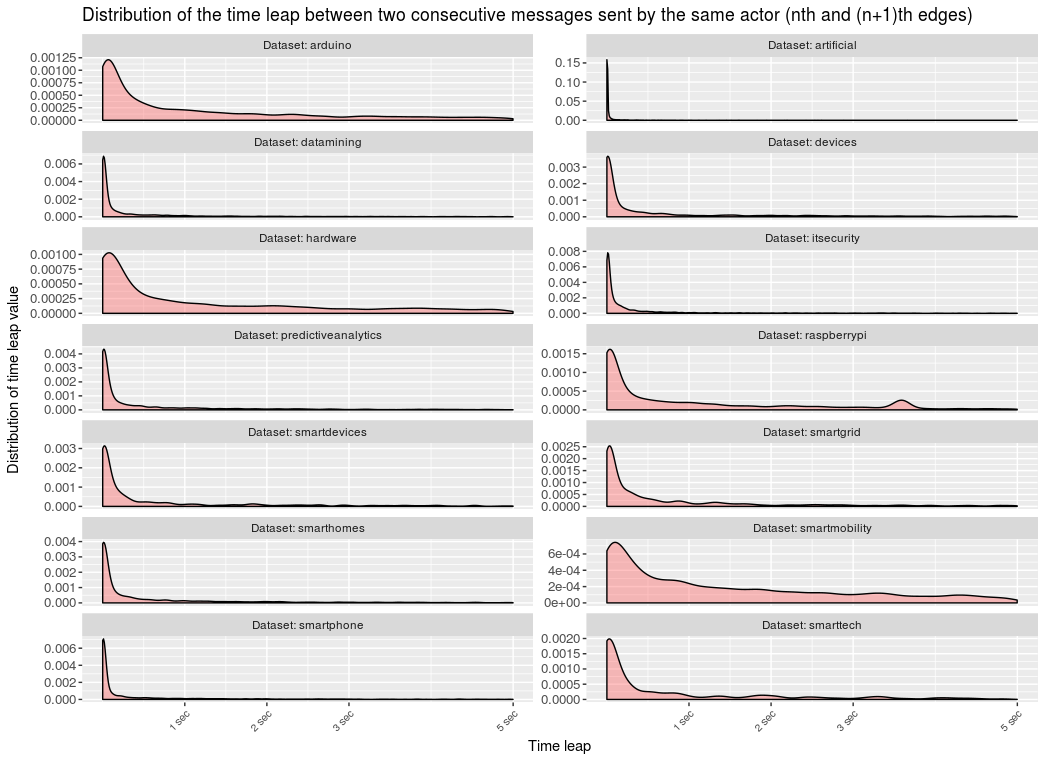 Distribution of the time leap between two consecutive messages sent by the same actor (nth and (n+1)th edges)
Distribution of time leap value
Dataset: arduino
0.00125
0.00100
0.00075
0.00050
0.00025
0.00000
Dataset: artificial
0.15
0.10
0.05
0.00
Dataset: datamining
0.006
0.004
0.002
0.000
Dataset: devices
0.003
0.002
0.001
0.000
Dataset: hardware
0.00100
0.00075
0.00050
0.00025
0.00000
Dataset: itsecurity
0.008
0.006
0.004
0.002
0.000
Dataset: predictiveanalytics
0.004
0.003
0.002
0.001
0.000
Dataset: raspberrypi
0.0015
0.0010
0.0005
0.0000
Dataset: smartdevices
0.003
0.002
0.001
0.000
Dataset: smartgrid
0.0025
0.0020
0.0015
0.0010
0.0005
0.0000
Dataset: smarthomes
0.004
0.003
0.002
0.001
0.000
Dataset: smartmobility
6e-04
4e-04
2e-04
0e+00
Dataset: smartphone
0.006
0.004
0.002
0.000
Dataset: smarttech
0.0020
0.0015
0.0010
0.0005
0.0000
1 sec
2 sec
3 sec
5 sec
1 sec
2 sec
3 sec
5 sec
Time leap